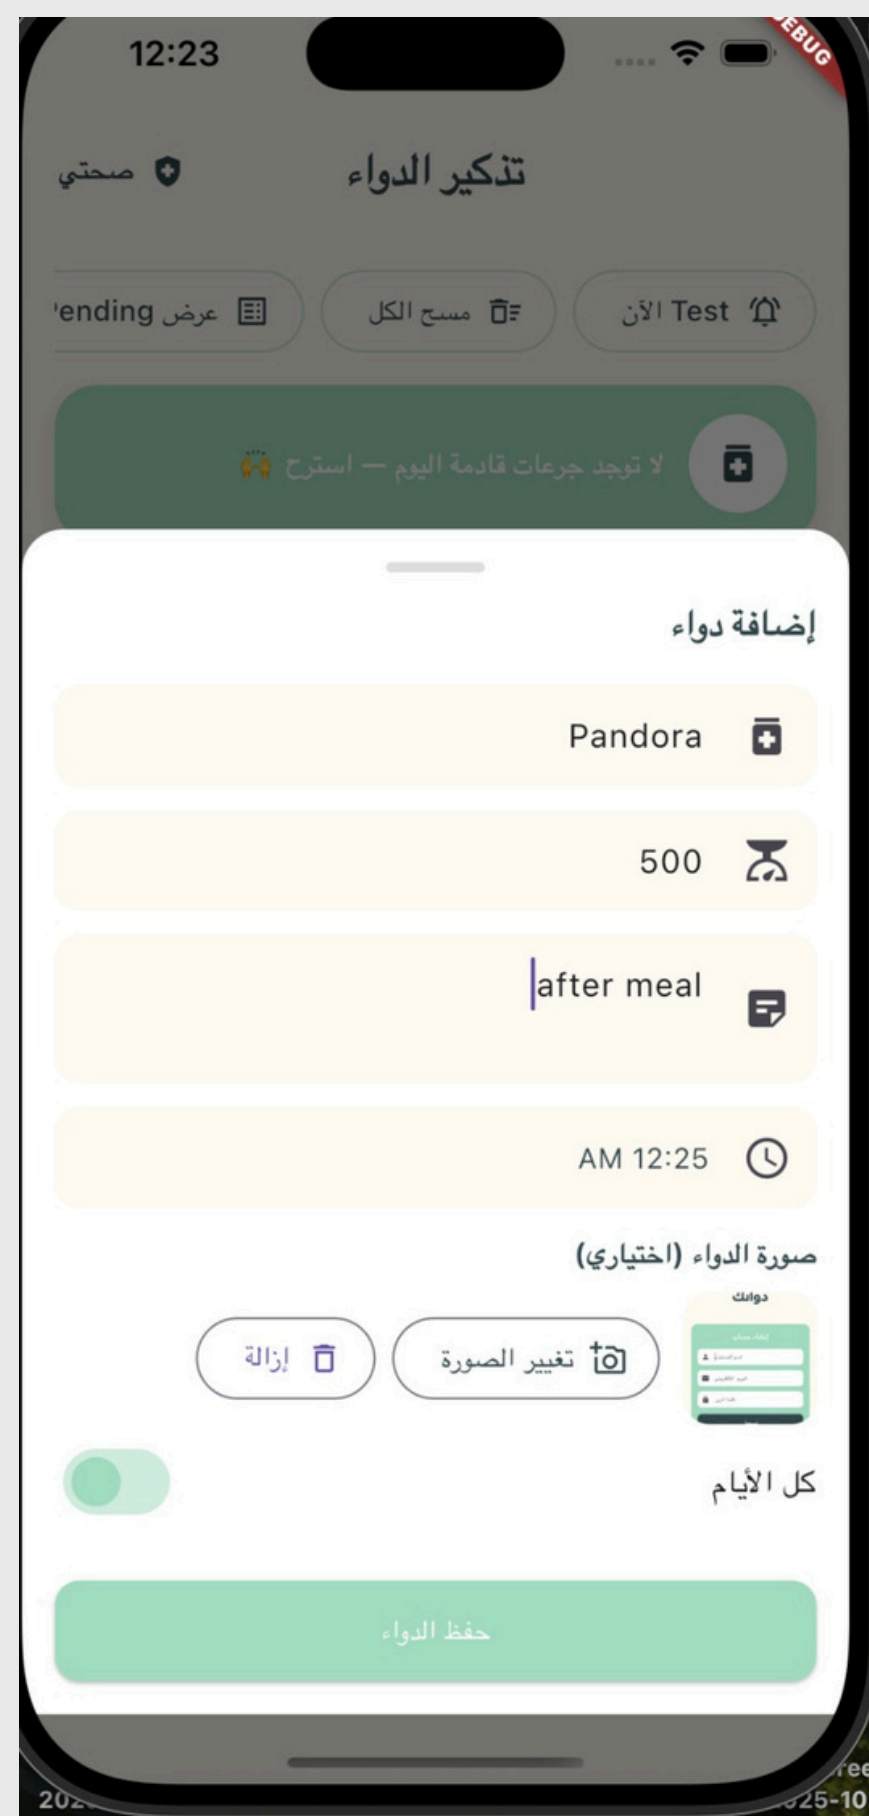 12:23
DEBUG
تذكير الدواء
صحتي
Test الآن
مسح الكل
عرض Pending
لا توجد جرعات قادمة اليوم — استرح 🙌
إضافة دواء
Pandora
500
after meal
AM 12:25
صورة الدواء (اختياري)
دوائك
تغيير الصورة
إزالة
كل الأيام
حفظ الدواء